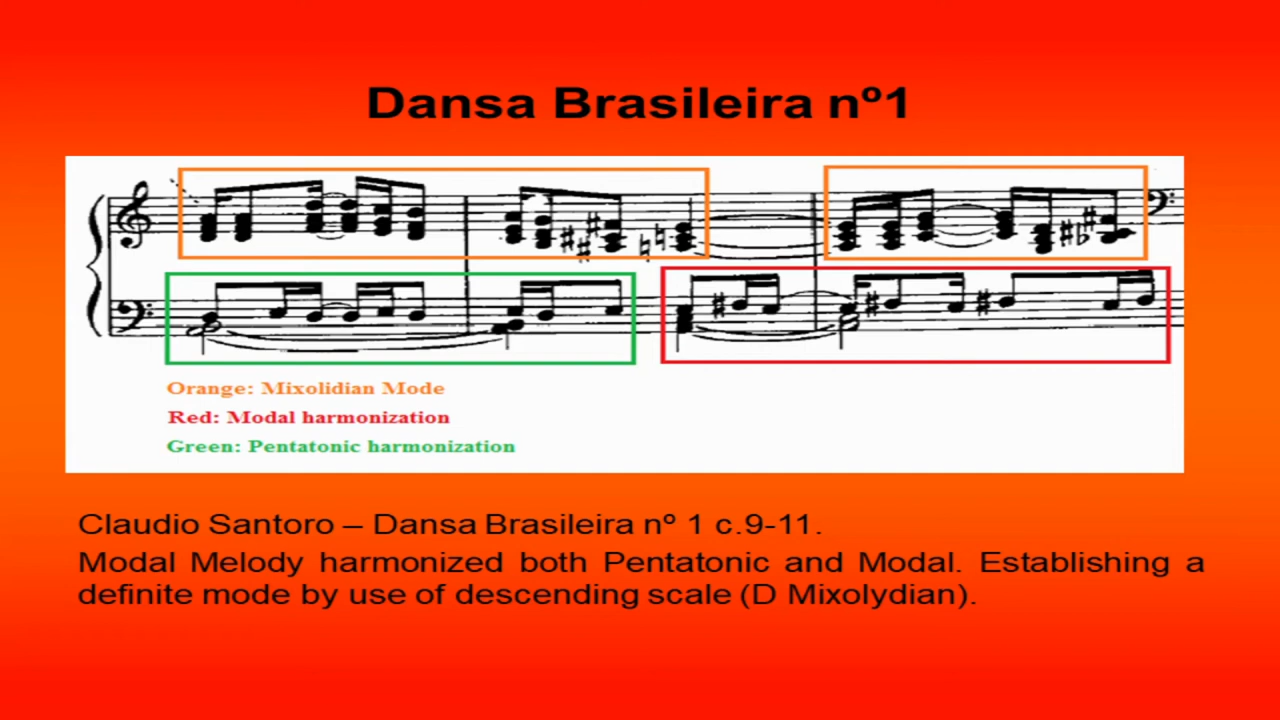 Dansa Brasileira nº1
Orange: Mixolidian Mode
Red: Modal harmonization
Green: Pentatonic harmonization
Claudio Santoro – Dansa Brasileira nº 1 c.9-11.
Modal Melody harmonized both Pentatonic and Modal. Establishing a
definite mode by use of descending scale (D Mixolydian).